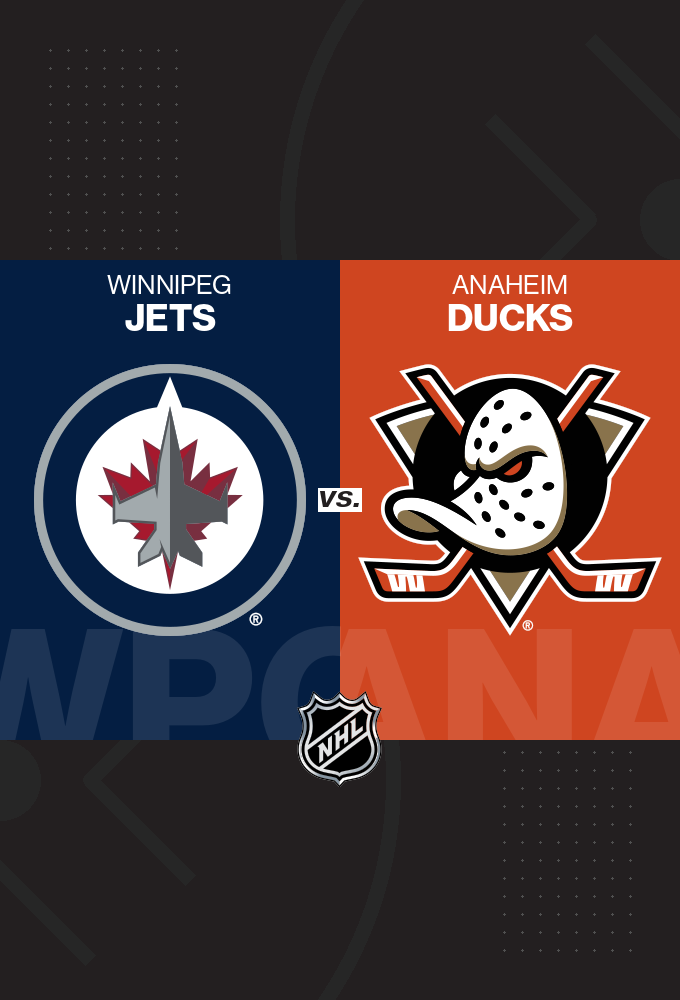 WINNIPEG
JETS
ANAHEIM
DUCKS
vs.
®
®
WPG
ANA
NHL